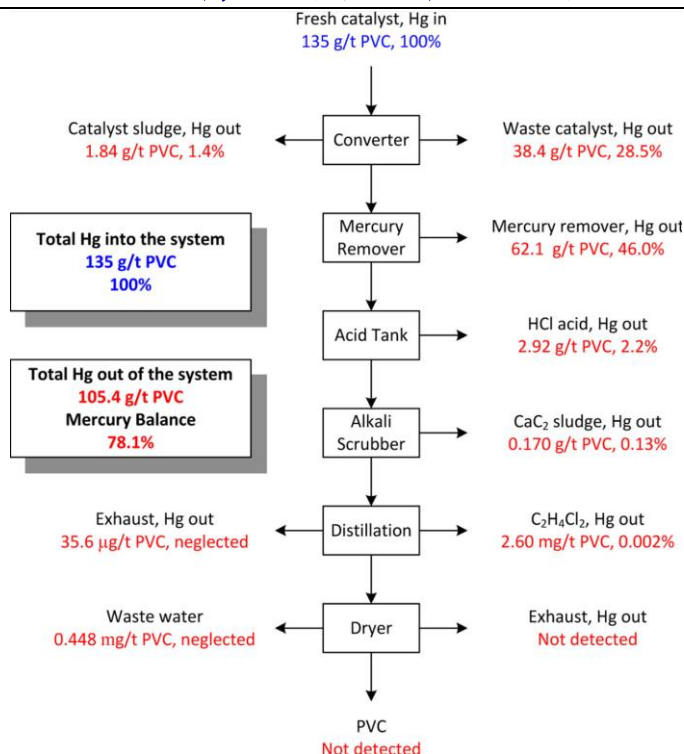 Fresh catalyst, Hg in
135 g/t PVC, 100%
Catalyst sludge, Hg out
1.84 g/t PVC, 1.4%
Converter
Waste catalyst, Hg out
38.4 g/t PVC, 28.5%
Total Hg into the system
135 g/t PVC
100%
Mercury
Remover
Mercury remover, Hg out
62.1 g/t PVC, 46.0%
Acid Tank
HCl acid, Hg out
2.92 g/t PVC, 2.2%
Total Hg out of the system
105.4 g/t PVC
Mercury Balance
78.1%
Alkali
Scrubber
CaC₂ sludge, Hg out
0.170 g/t PVC, 0.13%
Exhaust, Hg out
35.6 µg/t PVC, neglected
Distillation
C₂H₄Cl₂, Hg out
2.60 mg/t PVC, 0.002%
Waste water
0.448 mg/t PVC, neglected
Dryer
Exhaust, Hg out
Not detected
PVC
Not detected